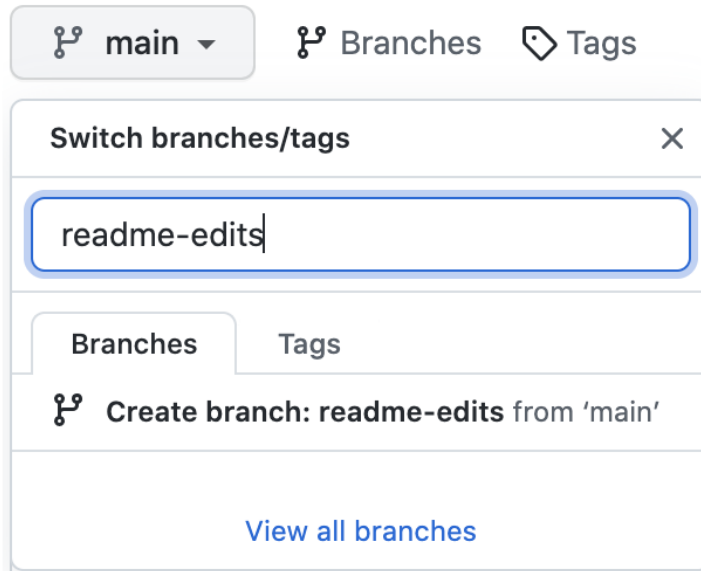 main Branches Tags
Switch branches/tags
readme-edits
Branches Tags
Create branch: readme-edits from ‘main’
View all branches